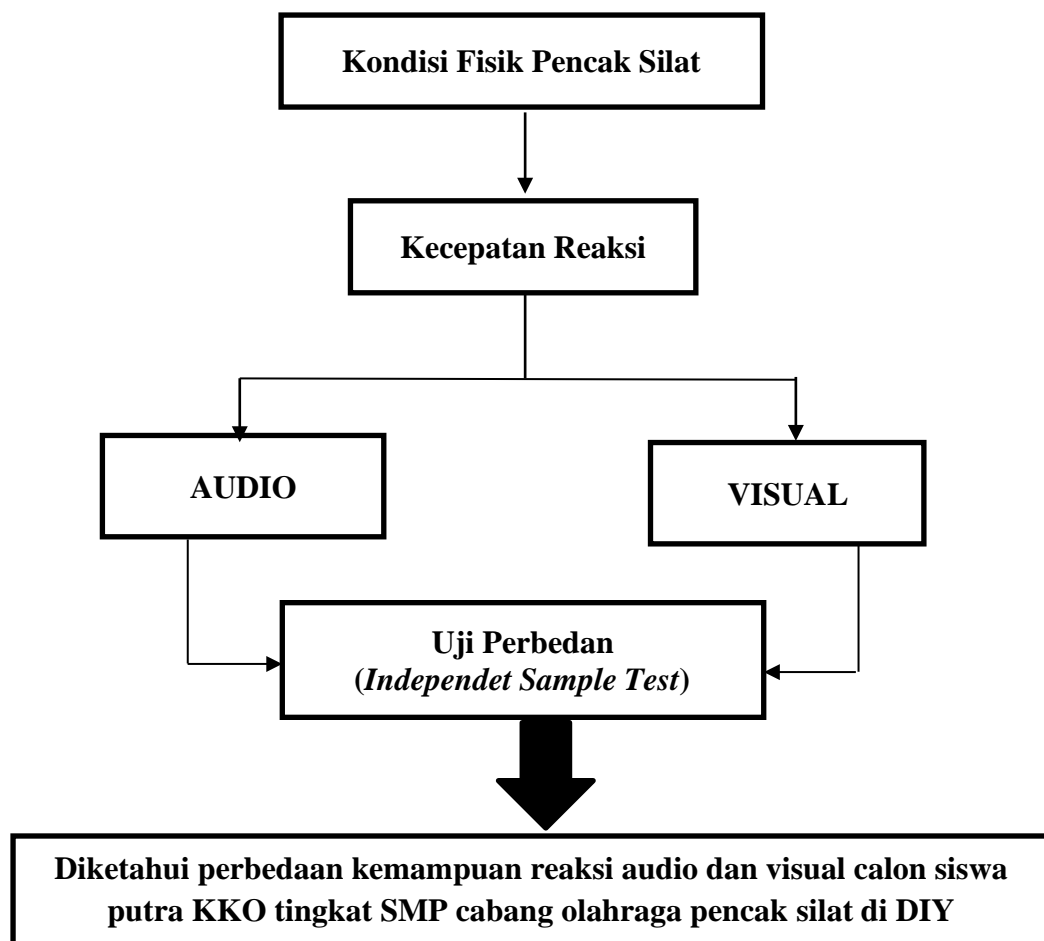 Kondisi Fisik Pencak Silat
Kecepatan Reaksi
AUDIO
VISUAL
Uji Perbedan
(Independet Sample Test)
Diketahui perbedaan kemampuan reaksi audio dan visual calon siswa
putra KKO tingkat SMP cabang olahraga pencak silat di DIY